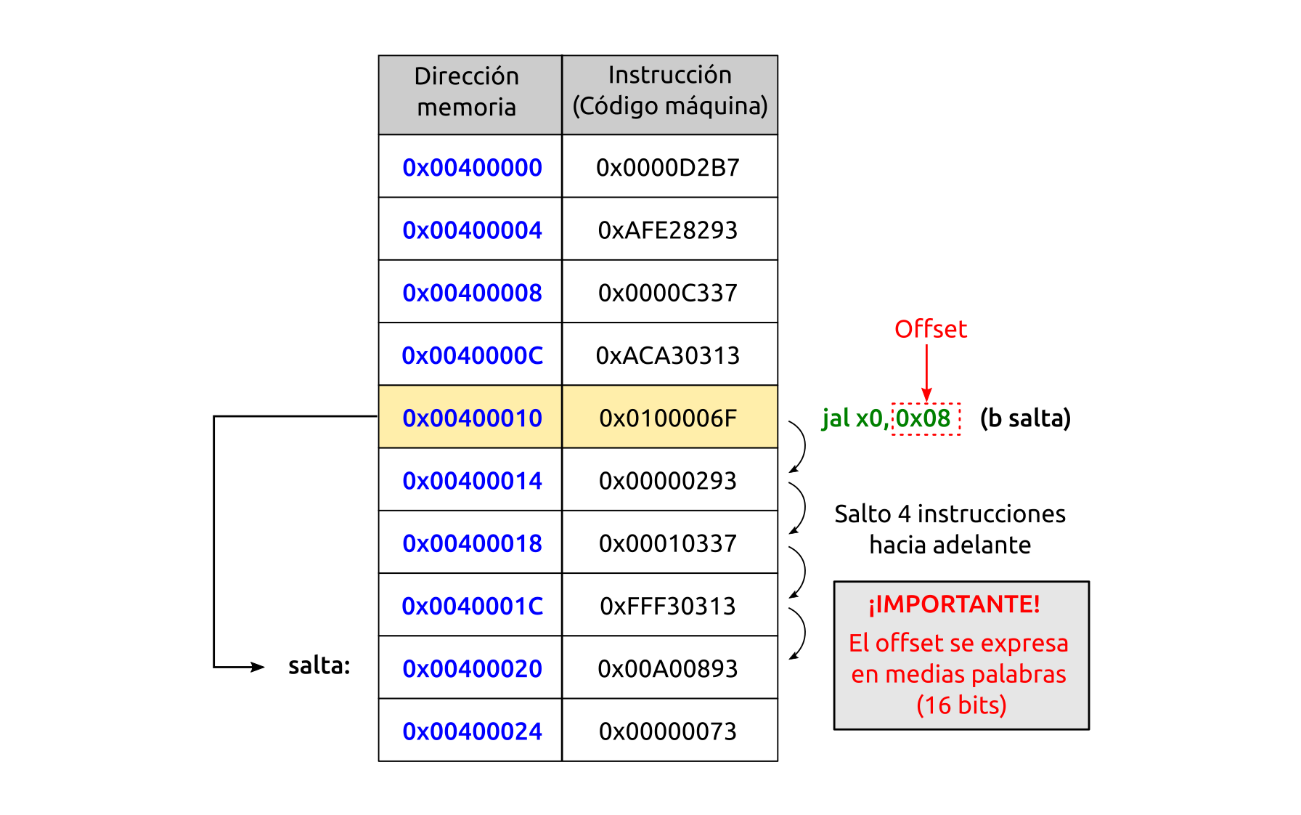 Dirección memoria
Instrucción (Código máquina)
0x00400000 0x0000D2B7
0x00400004 0xAFE28293
0x00400008 0x0000C337
0x0040000C 0xACA30313
0x00400010 0x0100006F
0x00400014 0x00000293
0x00400018 0x00010337
0x0040001C 0xFFF30313
salta: 0x00400020 0x00A00893
0x00400024 0x00000073
Offset
jal x0, 0x08 (b salta)
Salto 4 instrucciones
hacia adelante
¡IMPORTANTE!
El offset se expresa
en medias palabras
(16 bits)